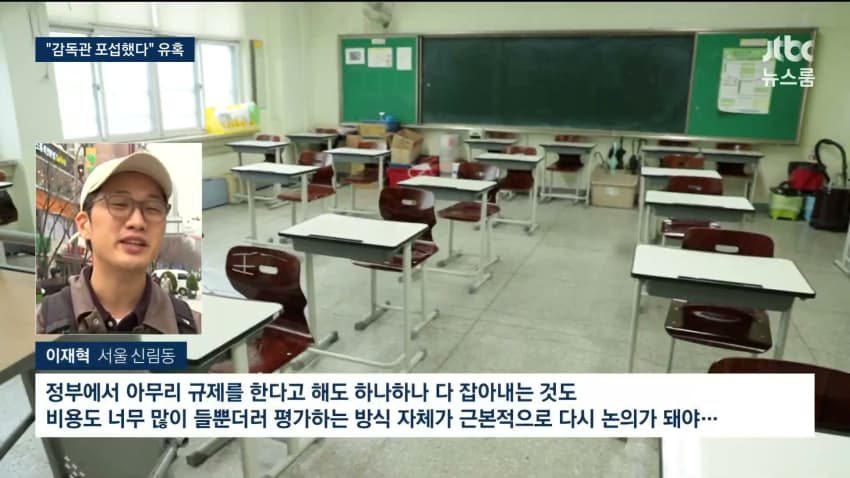 "감독관 포섭했다" 유혹
jtbc
뉴스룸
이재혁 서울 신림동
정부에서 아무리 규제를 한다고 해도 하나하나 다 잡아내는 것도
비용도 너무 많이 들뿐더러 평가하는 방식 자체가 근본적으로 다시 논의가 돼야…